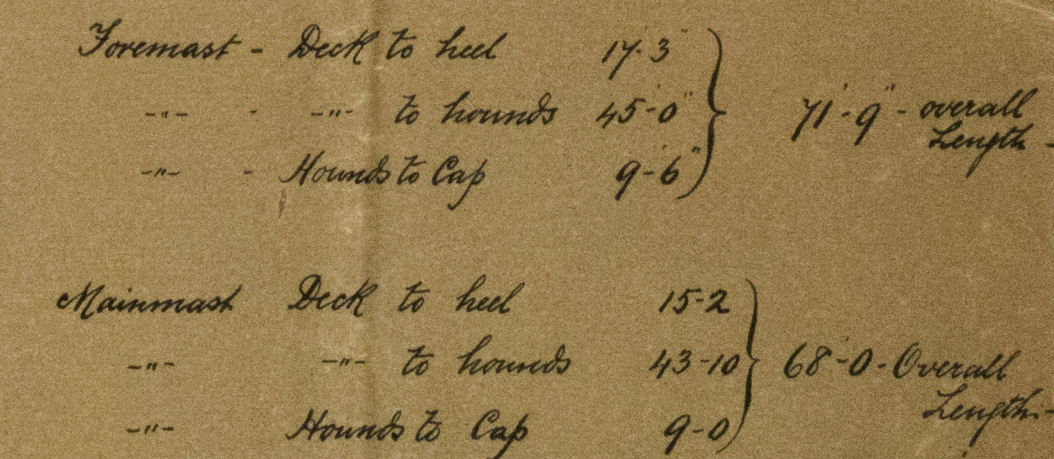 Foremast - Deck to heel 17'-3" } 71'-9" - overall
-"- - -"- to hounds 45'-0" Length -
-"- - Hounds to Cap 9'-6"
Mainmast Deck to heel 15-2 } 68'-0 - Overall
-"- -"- to hounds 43-10 Length -
-"- Hounds to Cap 9-0